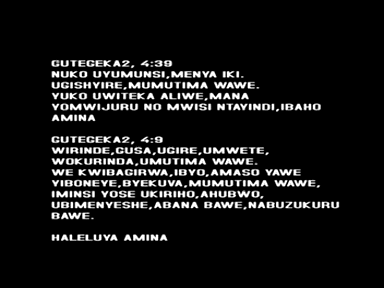 GUTEGEKA2, 4:39
NUKO UYUMUNSI,MENYA IKI.
UGISHYIRE,MUMUTIMA WAWE.
YUKO UWITEKA ALIWE,MANA
YOMWIJURU NO MWISI NTAYINDI,IBAHO
AMINA
GUTEGEKA2, 4:9
WIRINDE,GUSA,UGIRE,UMWETE,
WOKURINDA,UMUTIMA WAWE.
WE KWIBAGIRWA,IBYO,AMASO YAWE
YIBONEYE,BYEKUVA,MUMUTIMA WAWE,
IMINSI YOSE UKIRIHO,AHUBWO,
UBIMENYESHE,ABANA BAWE,NABUZUKURU
BAWE.
HALELUYA AMINA